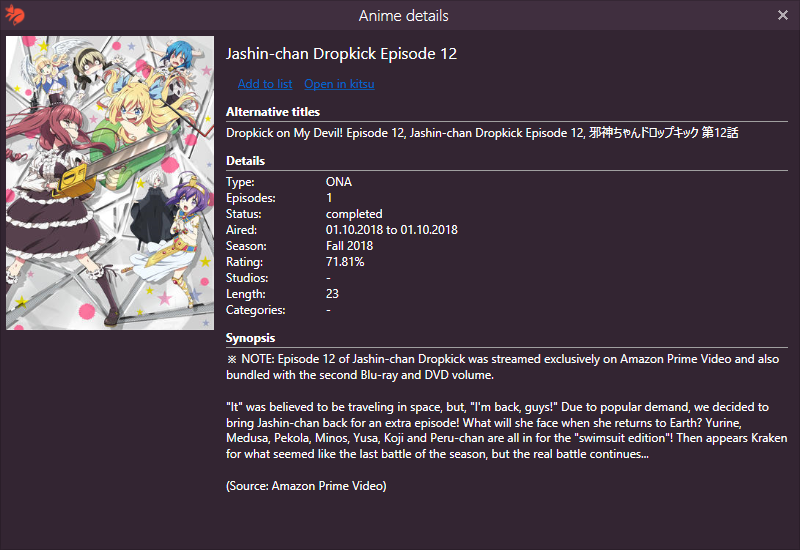 Anime details
Jashin-chan Dropkick Episode 12
Add to list Open in kitsu
Alternative titles
Dropkick on My Devil! Episode 12, Jashin-chan Dropkick Episode 12, 邪神ちゃんドロップキック 第12話
Details
Type: ONA
Episodes: 1
Status: completed
Aired: 01.10.2018 to 01.10.2018
Season: Fall 2018
Rating: 71.81%
Studios: -
Length: 23
Categories: -
Synopsis
※ NOTE: Episode 12 of Jashin-chan Dropkick was streamed exclusively on Amazon Prime Video and also
bundled with the second Blu-ray and DVD volume.
"It" was believed to be traveling in space, but, "I'm back, guys!" Due to popular demand, we decided to
bring Jashin-chan back for an extra episode! What will she face when she returns to Earth? Yurine,
Medusa, Pekola, Minos, Yusa, Koji and Peru-chan are all in for the "swimsuit edition"! Then appears Kraken
for what seemed like the last battle of the season, but the real battle continues...
(Source: Amazon Prime Video)